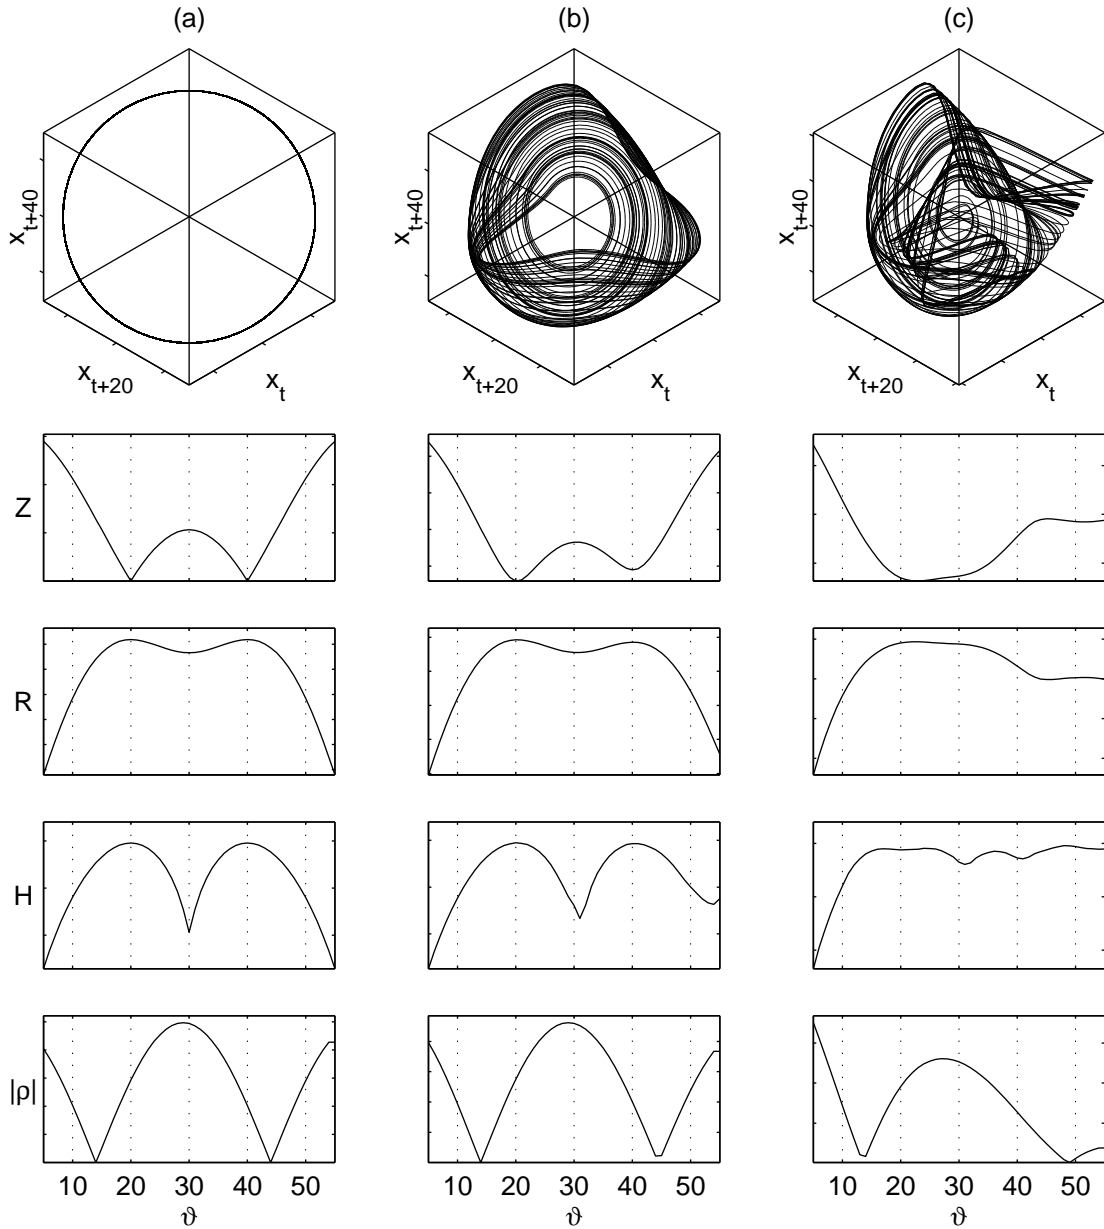 (a) (b) (c)
x_{t+40} x_{t+40} x_{t+40}
x_{t+20} x_t x_{t+20} x_t x_{t+20} x_t
Z
R
H
|ρ|
10 20 30 40 50 10 20 30 40 50 10 20 30 40 50
ϑ ϑ ϑ